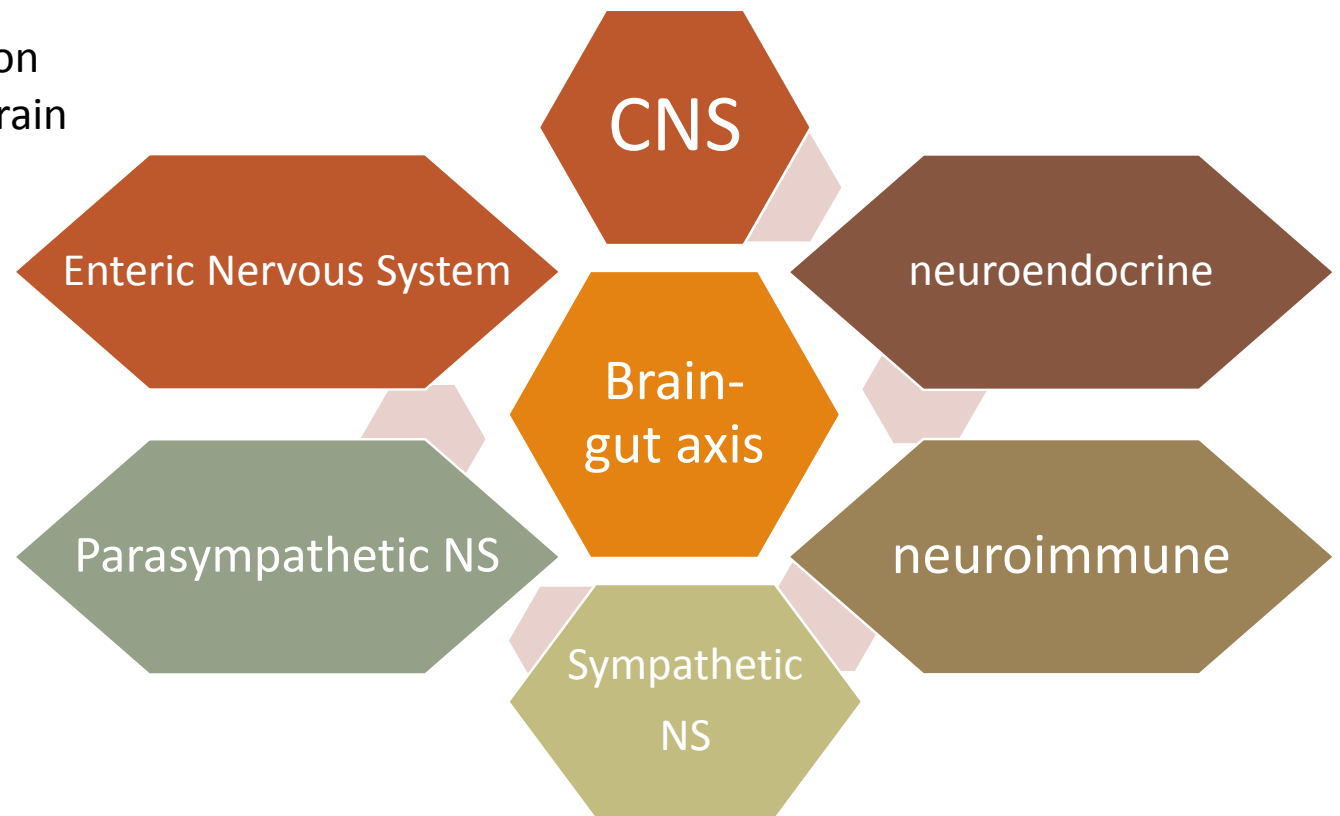 on
rain
CNS
Enteric Nervous System
neuroendocrine
Brain-
gut axis
Parasympathetic NS
neuroimmune
Sympathetic
NS